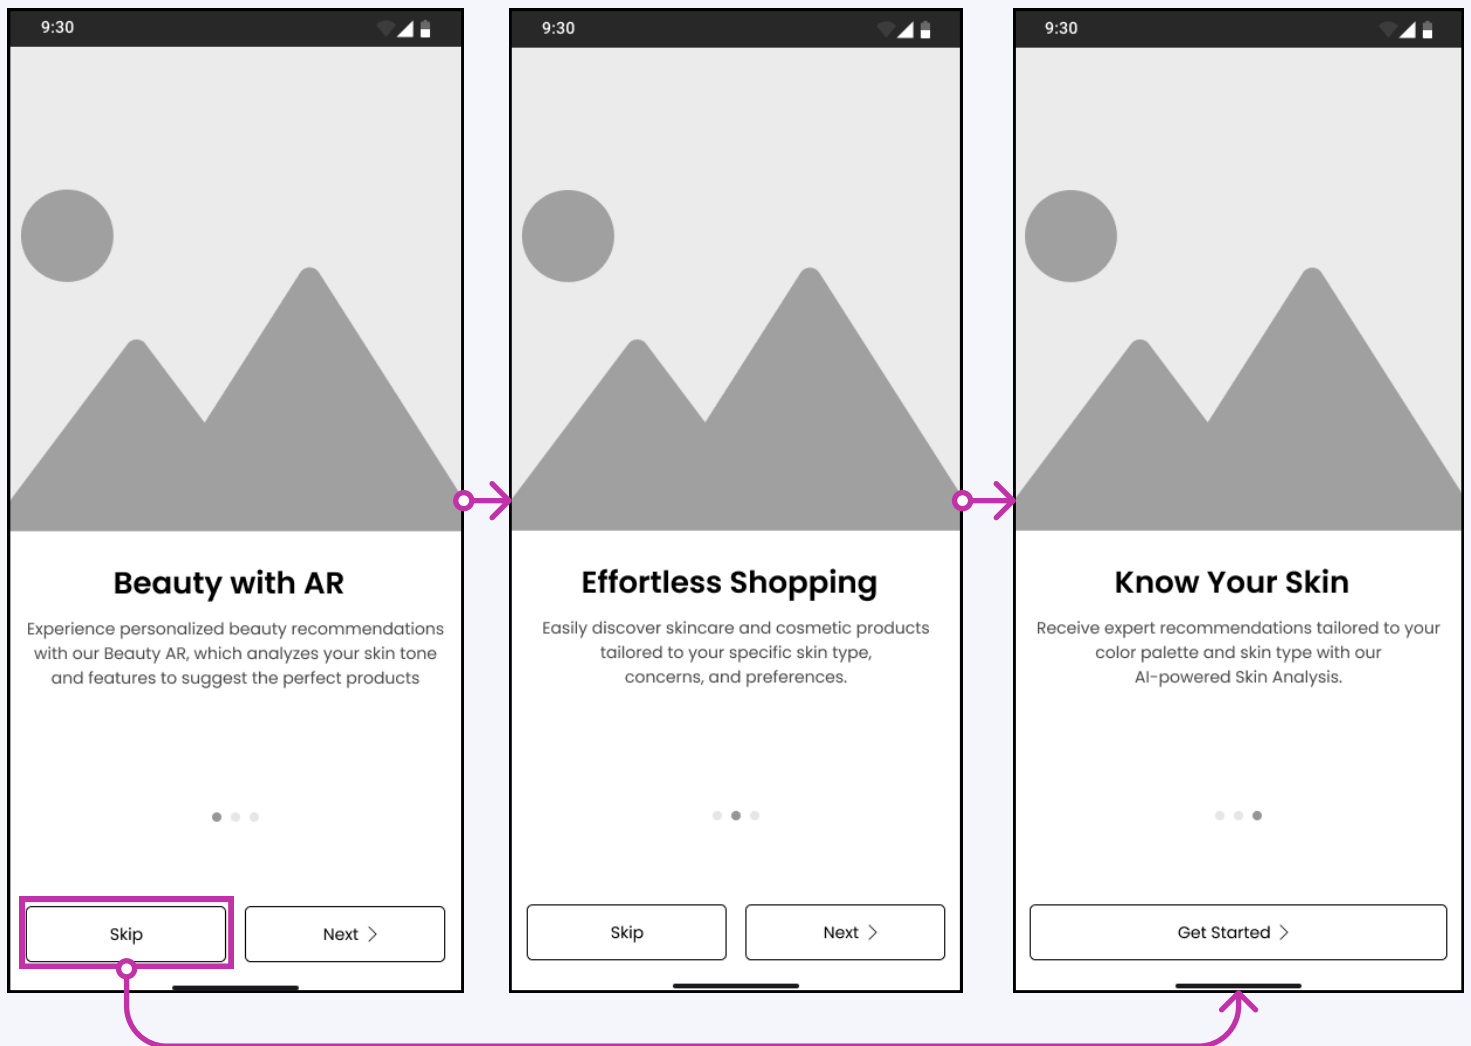 9:30
Beauty with AR
Experience personalized beauty recommendations
with our Beauty AR, which analyzes your skin tone
and features to suggest the perfect products
Skip
Next
9:30
Effortless Shopping
Easily discover skincare and cosmetic products
tailored to your specific skin type,
concerns, and preferences.
Skip
Next
9:30
Know Your Skin
Receive expert recommendations tailored to your
color palette and skin type with our
AI-powered Skin Analysis.
Get Started